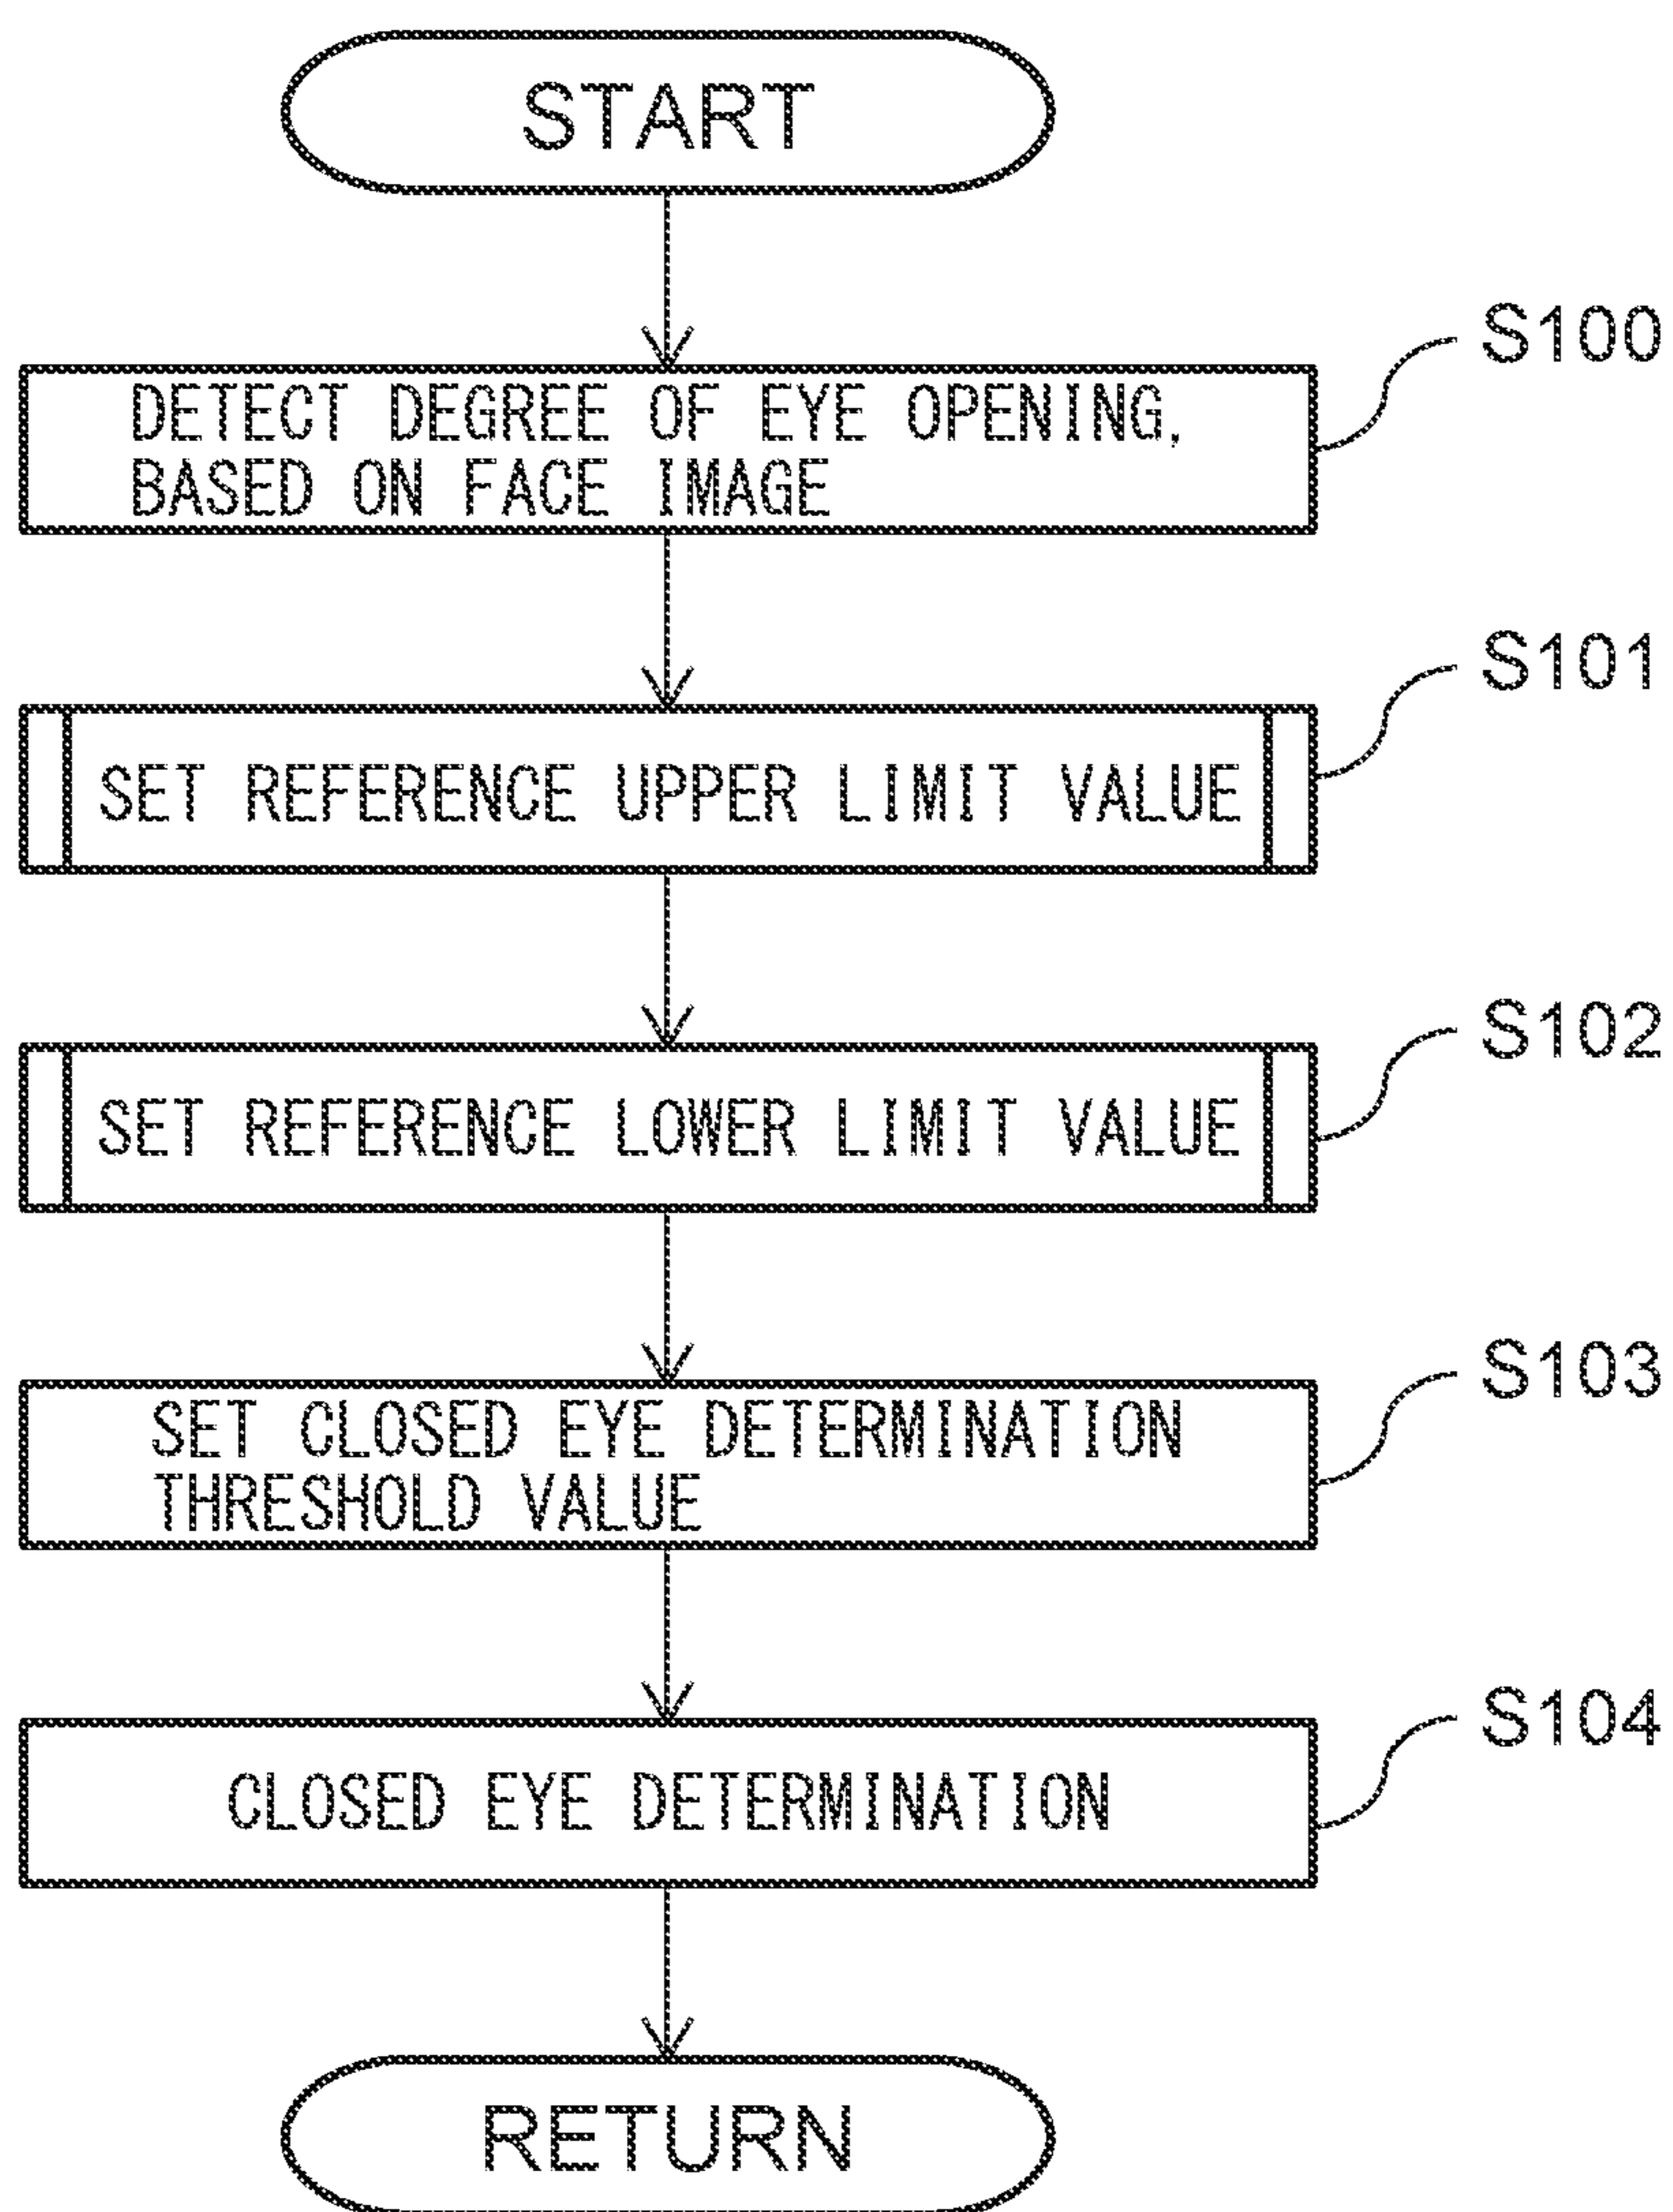 START
S100
DETECT DEGREE OF EYE OPENING,
BASED ON FACE IMAGE
S101
SET REFERENCE UPPER LIMIT VALUE
S102
SET REFERENCE LOWER LIMIT VALUE
S103
SET CLOSED EYE DETERMINATION
THRESHOLD VALUE
S104
CLOSED EYE DETERMINATION
RETURN